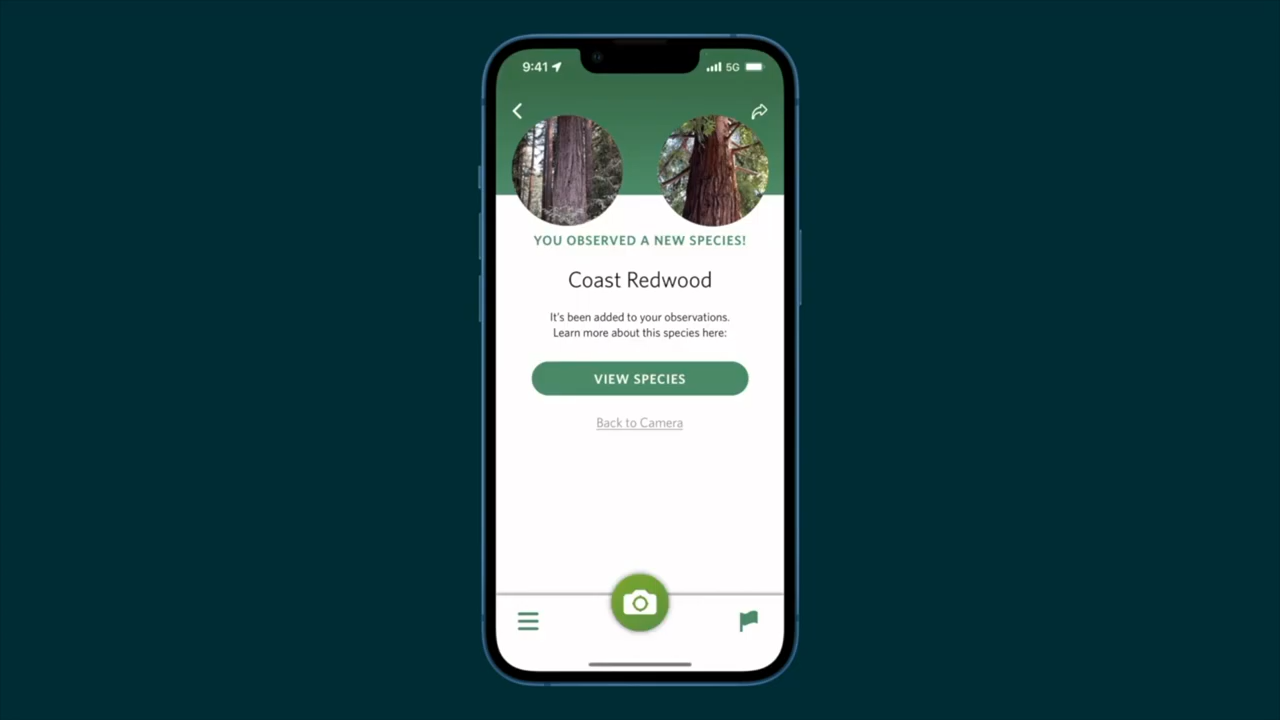 9:41
5G
YOU OBSERVED A NEW SPECIES!
Coast Redwood
It's been added to your observations.
Learn more about this species here:
VIEW SPECIES
Back to Camera